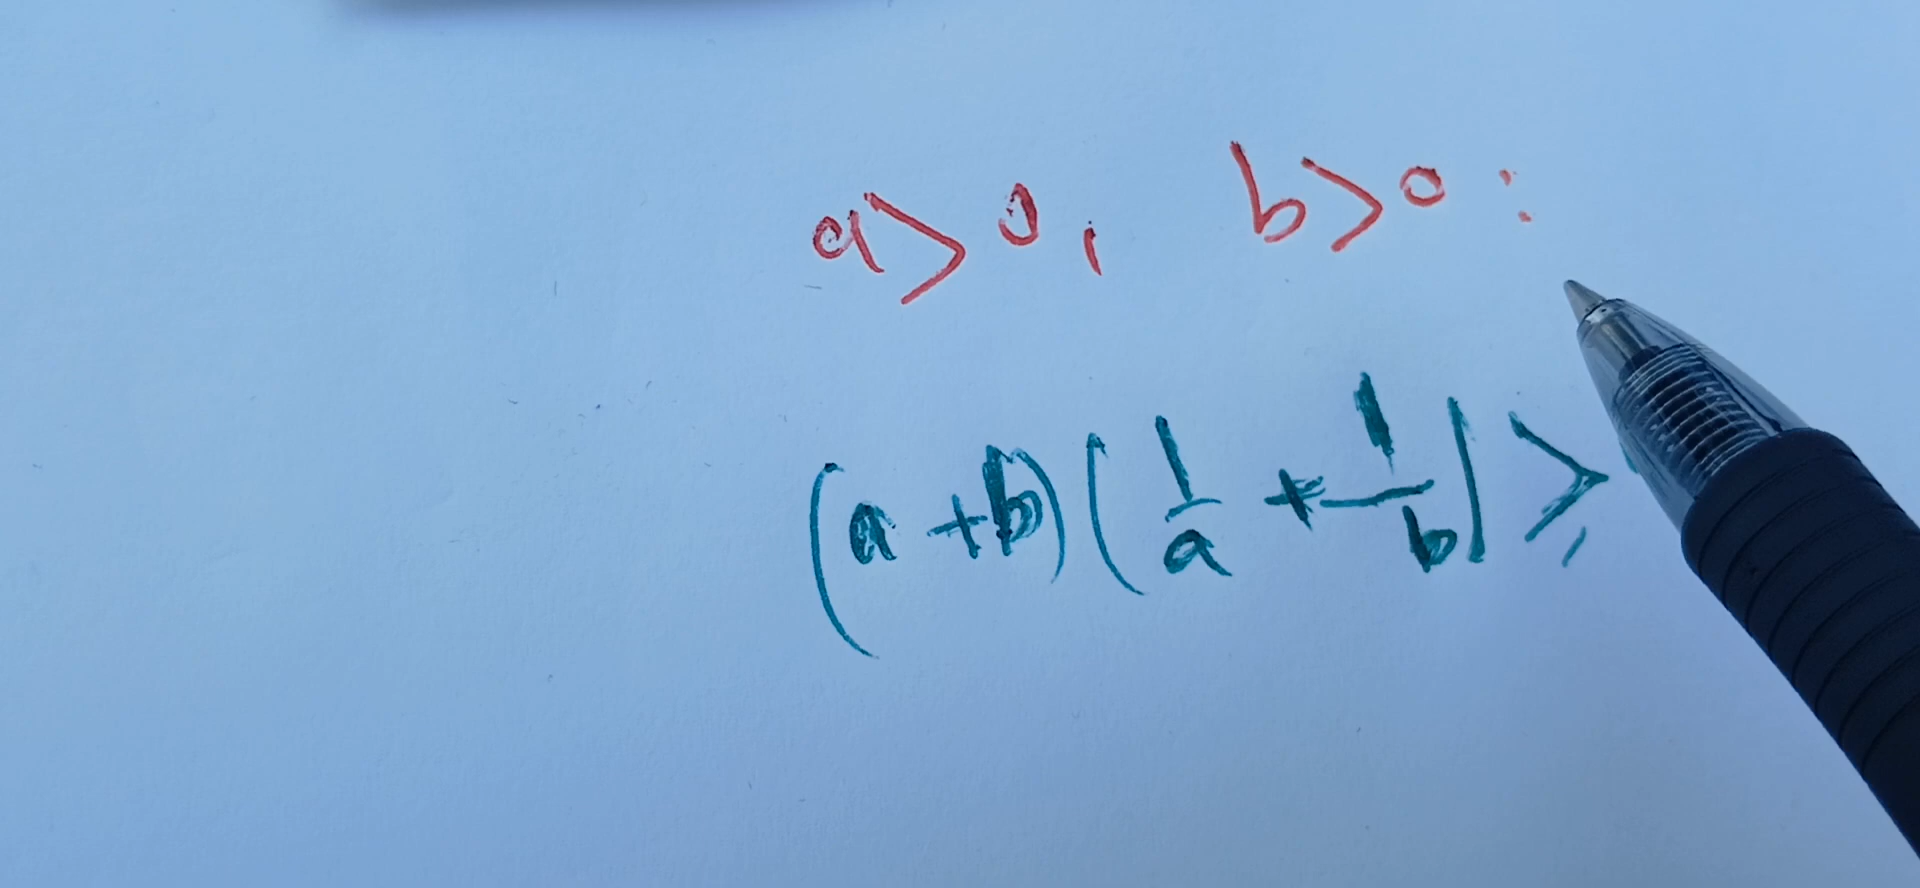 a>0, b>0:
(a+b)(1/a + 1/b) ≥